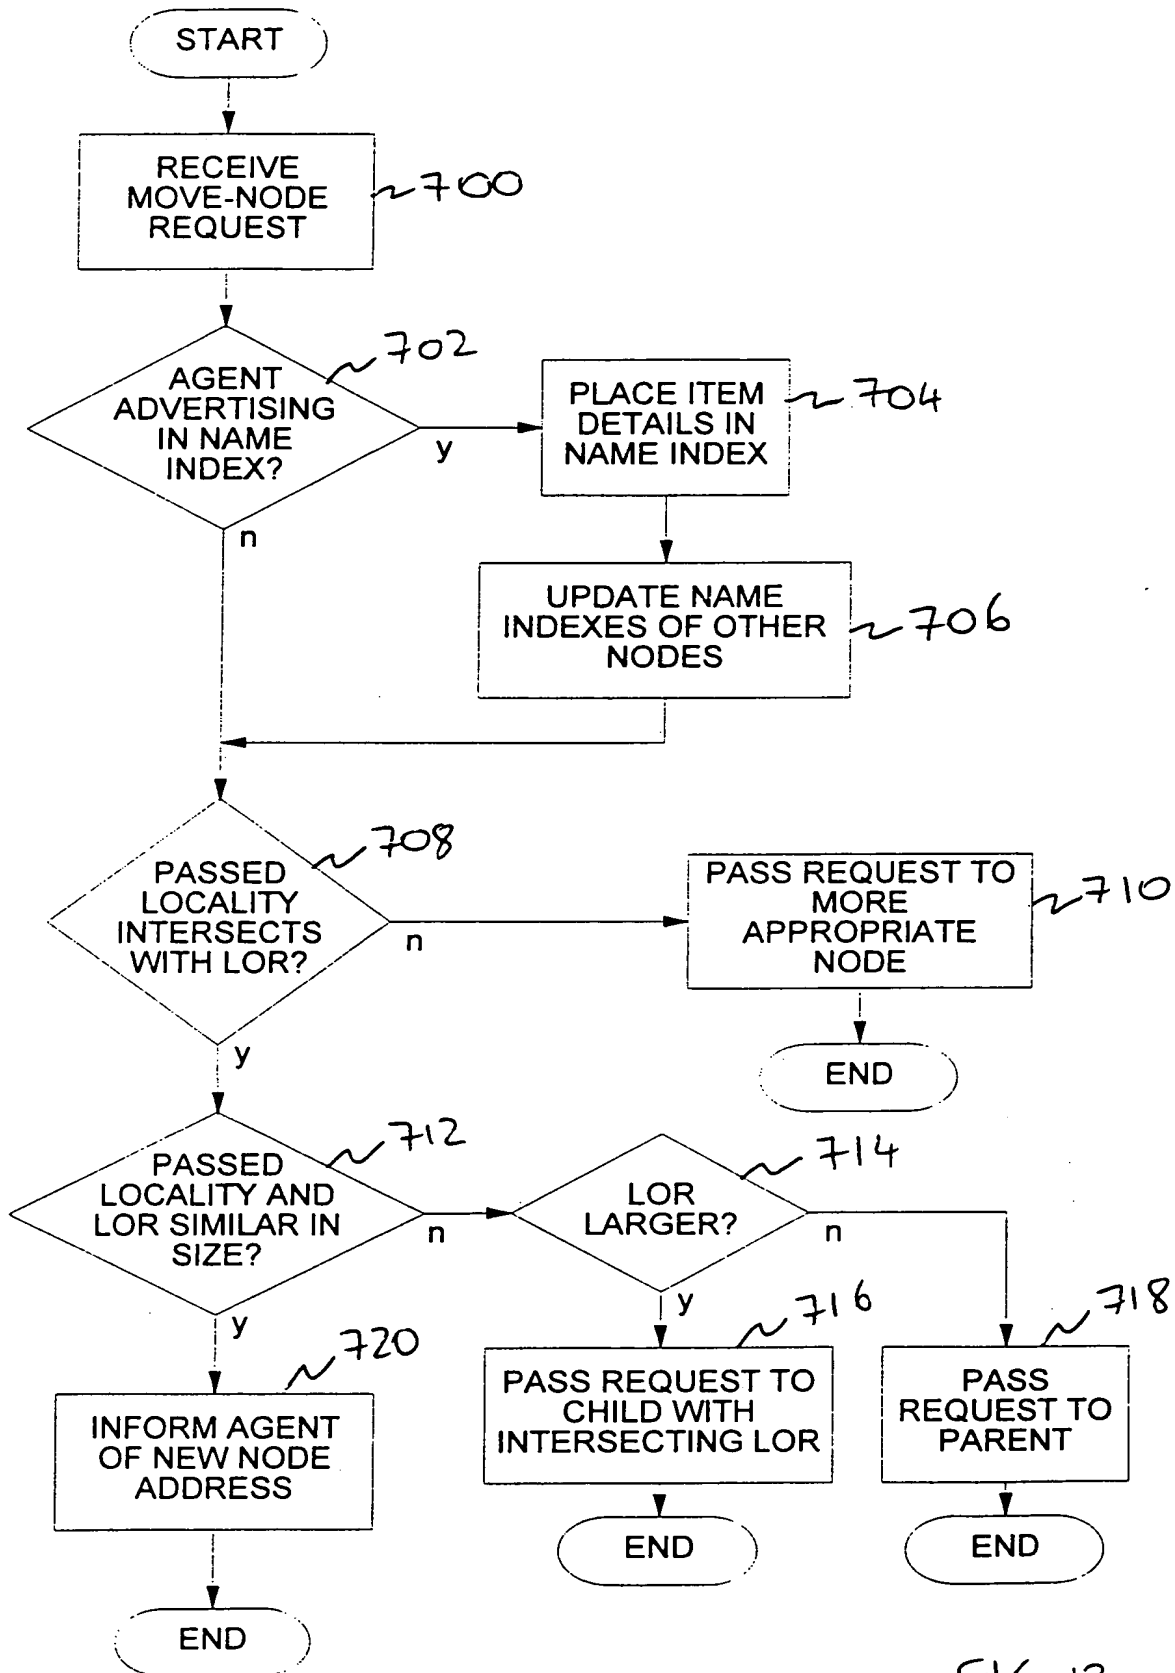 START
RECEIVE
MOVE-NODE
REQUEST
700
AGENT
ADVERTISING
IN NAME
INDEX?
702
y
n
PLACE ITEM
DETAILS IN
NAME INDEX
704
UPDATE NAME
INDEXES OF OTHER
NODES
706
PASSED
LOCALITY
INTERSECTS
WITH LOR?
708
n
y
PASS REQUEST TO
MORE
APPROPRIATE
NODE
710
END
PASSED
LOCALITY AND
LOR SIMILAR IN
SIZE?
712
n
y
LOR
LARGER?
714
n
y
INFORM AGENT
OF NEW NODE
ADDRESS
720
PASS REQUEST TO
CHILD WITH
INTERSECTING LOR
716
PASS
REQUEST TO
PARENT
718
END
END
END